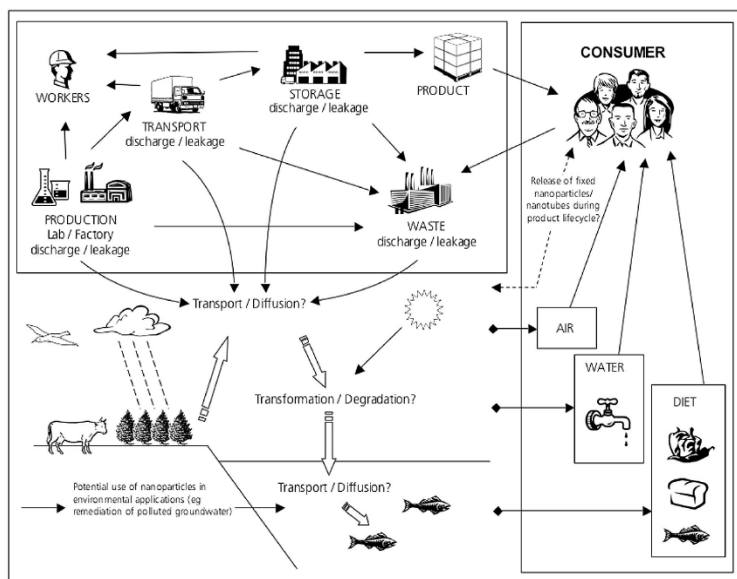 CONSUMER
WORKERS
STORAGE
discharge / leakage
PRODUCT
TRANSPORT
discharge / leakage
PRODUCTION
Lab / Factory
discharge / leakage
WASTE
discharge / leakage
Release of fixed
nanoparticles/
nanotubes during
product lifecycle?
Transport / Diffusion?
AIR
WATER
Transformation / Degradation?
DIET
Potential use of nanoparticles in
environmental applications (eg
remediation of polluted groundwater)
Transport / Diffusion?